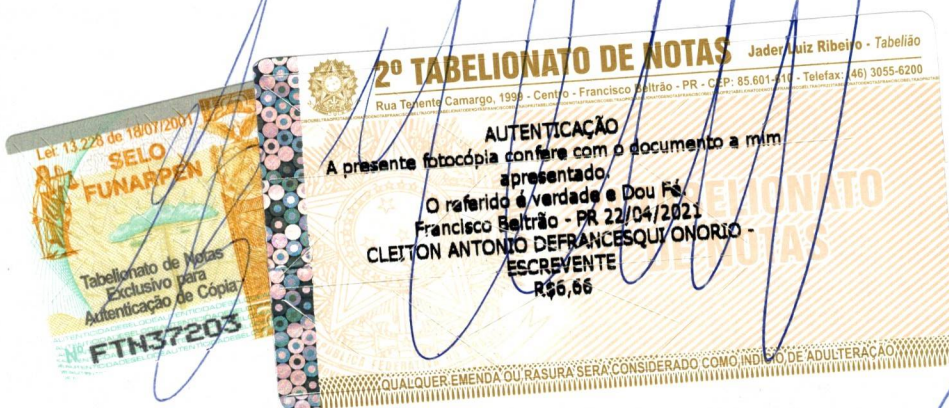 Lei: 13.228 de 18/07/2001
SELO
FUNARPEN
Tabelionato de Notas
Exclusivo para
Autenticação de Cópia
Nº FTN37203
2º TABELIONATO DE NOTAS Jader Luiz Ribeiro - Tabelião
Rua Tenente Camargo, 1999 - Centro - Francisco Beltrão - PR - CEP: 85.601-610 - Telefax: (46) 3055-6200
AUTENTICAÇÃO
A presente fotocópia confere com o documento a mim
apresentado.
O referido é verdade e Dou Fé.
Francisco Beltrão - PR 22/04/2021
CLEITON ANTONIO DEFRANCESQUI ONORIO -
ESCREVENTE
R$6,66
TABELIONATO
DE NOTAS
QUALQUER EMENDA OU RASURA SERÁ CONSIDERADO COMO INDÍCIO DE ADULTERAÇÃO